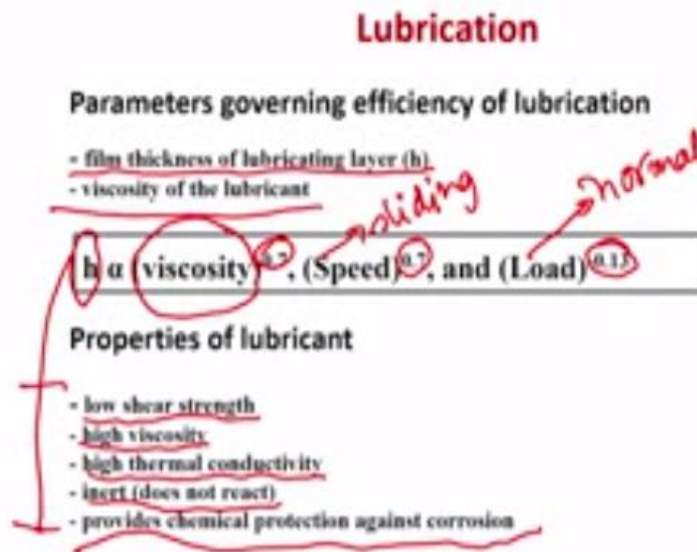 Lubrication
Parameters governing efficiency of lubrication
- film thickness of lubricating layer (h)
- viscosity of the lubricant
sliding
normal
h α (viscosity)^0.7, (Speed)^0.7, and (Load)^0.13
Properties of lubricant
- low shear strength
- high viscosity
- high thermal conductivity
- inert (does not react)
- provides chemical protection against corrosion